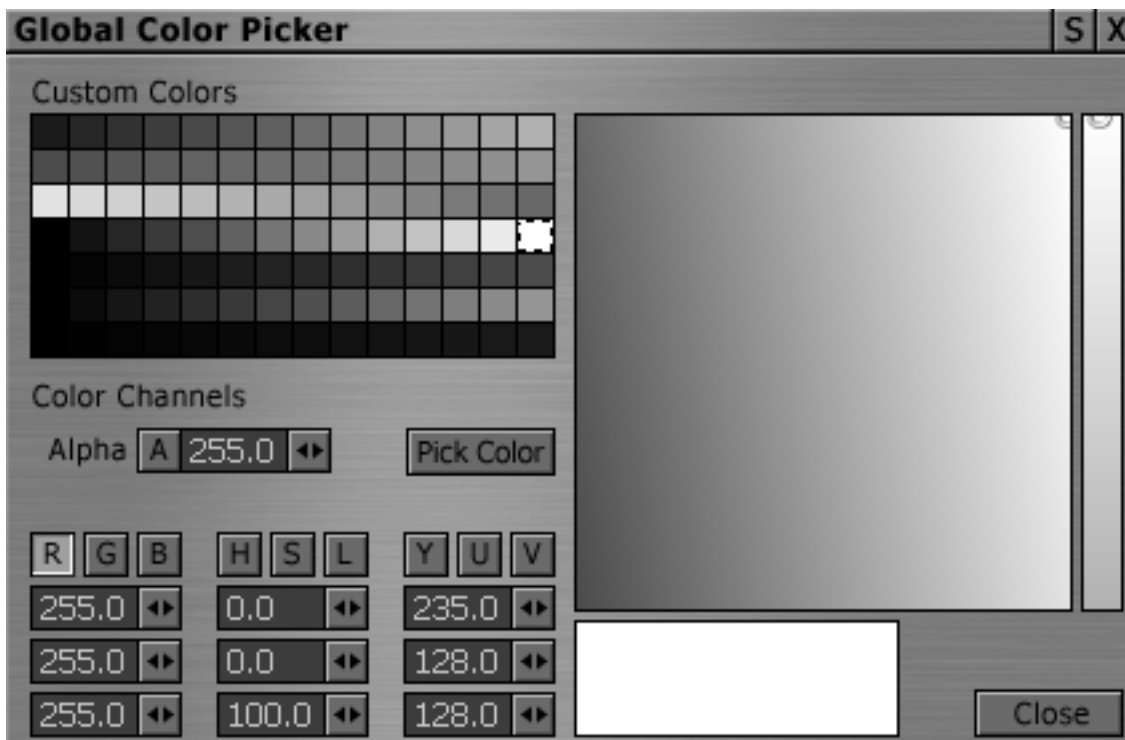 Global Color Picker S X
Custom Colors
Color Channels
Alpha A 255.0 Pick Color
R G B H S L Y U V
255.0 0.0 235.0
255.0 0.0 128.0
255.0 100.0 128.0
Close